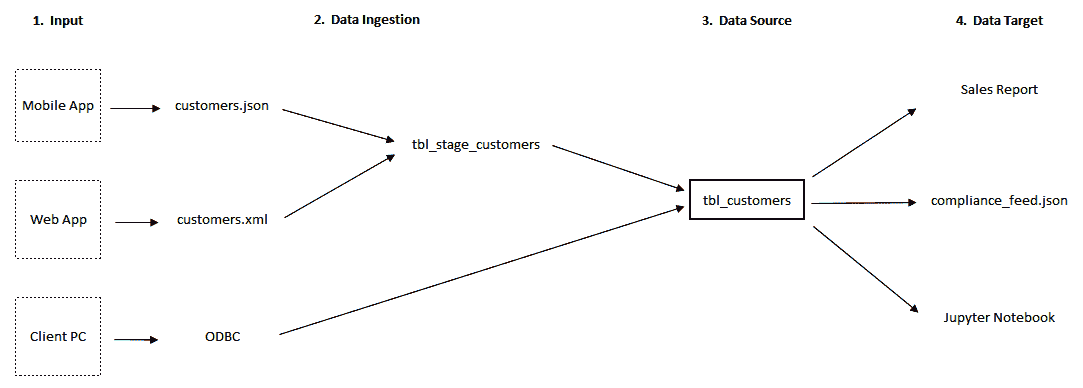 1. Input
2. Data Ingestion
3. Data Source
4. Data Target
Mobile App
customers.json
tbl_stage_customers
Sales Report
Web App
customers.xml
tbl_customers
compliance_feed.json
Client PC
ODBC
Jupyter Notebook